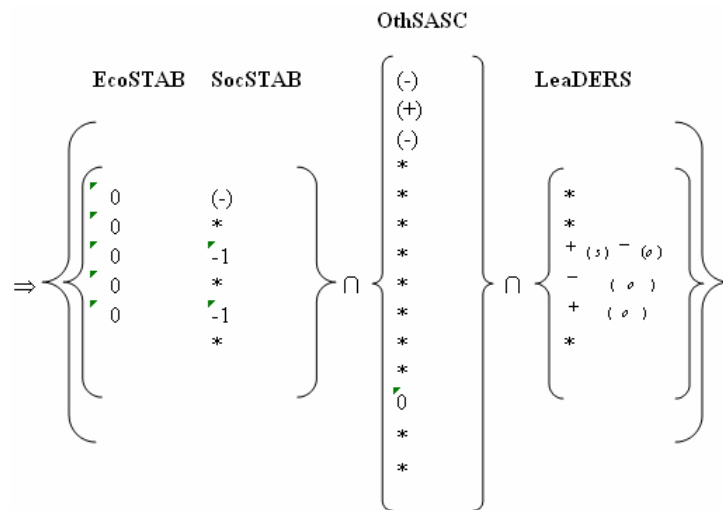 OthSASC
EcoSTAB SocSTAB LeaDERS
(-)
(+)
(-)
*
0 (-) * *
0 * * *
0 -1 * + (s) − (o)
⇒ 0 * ∩ * ∩ − (o)
0 -1 * + (o)
* * *
*
0
*
*